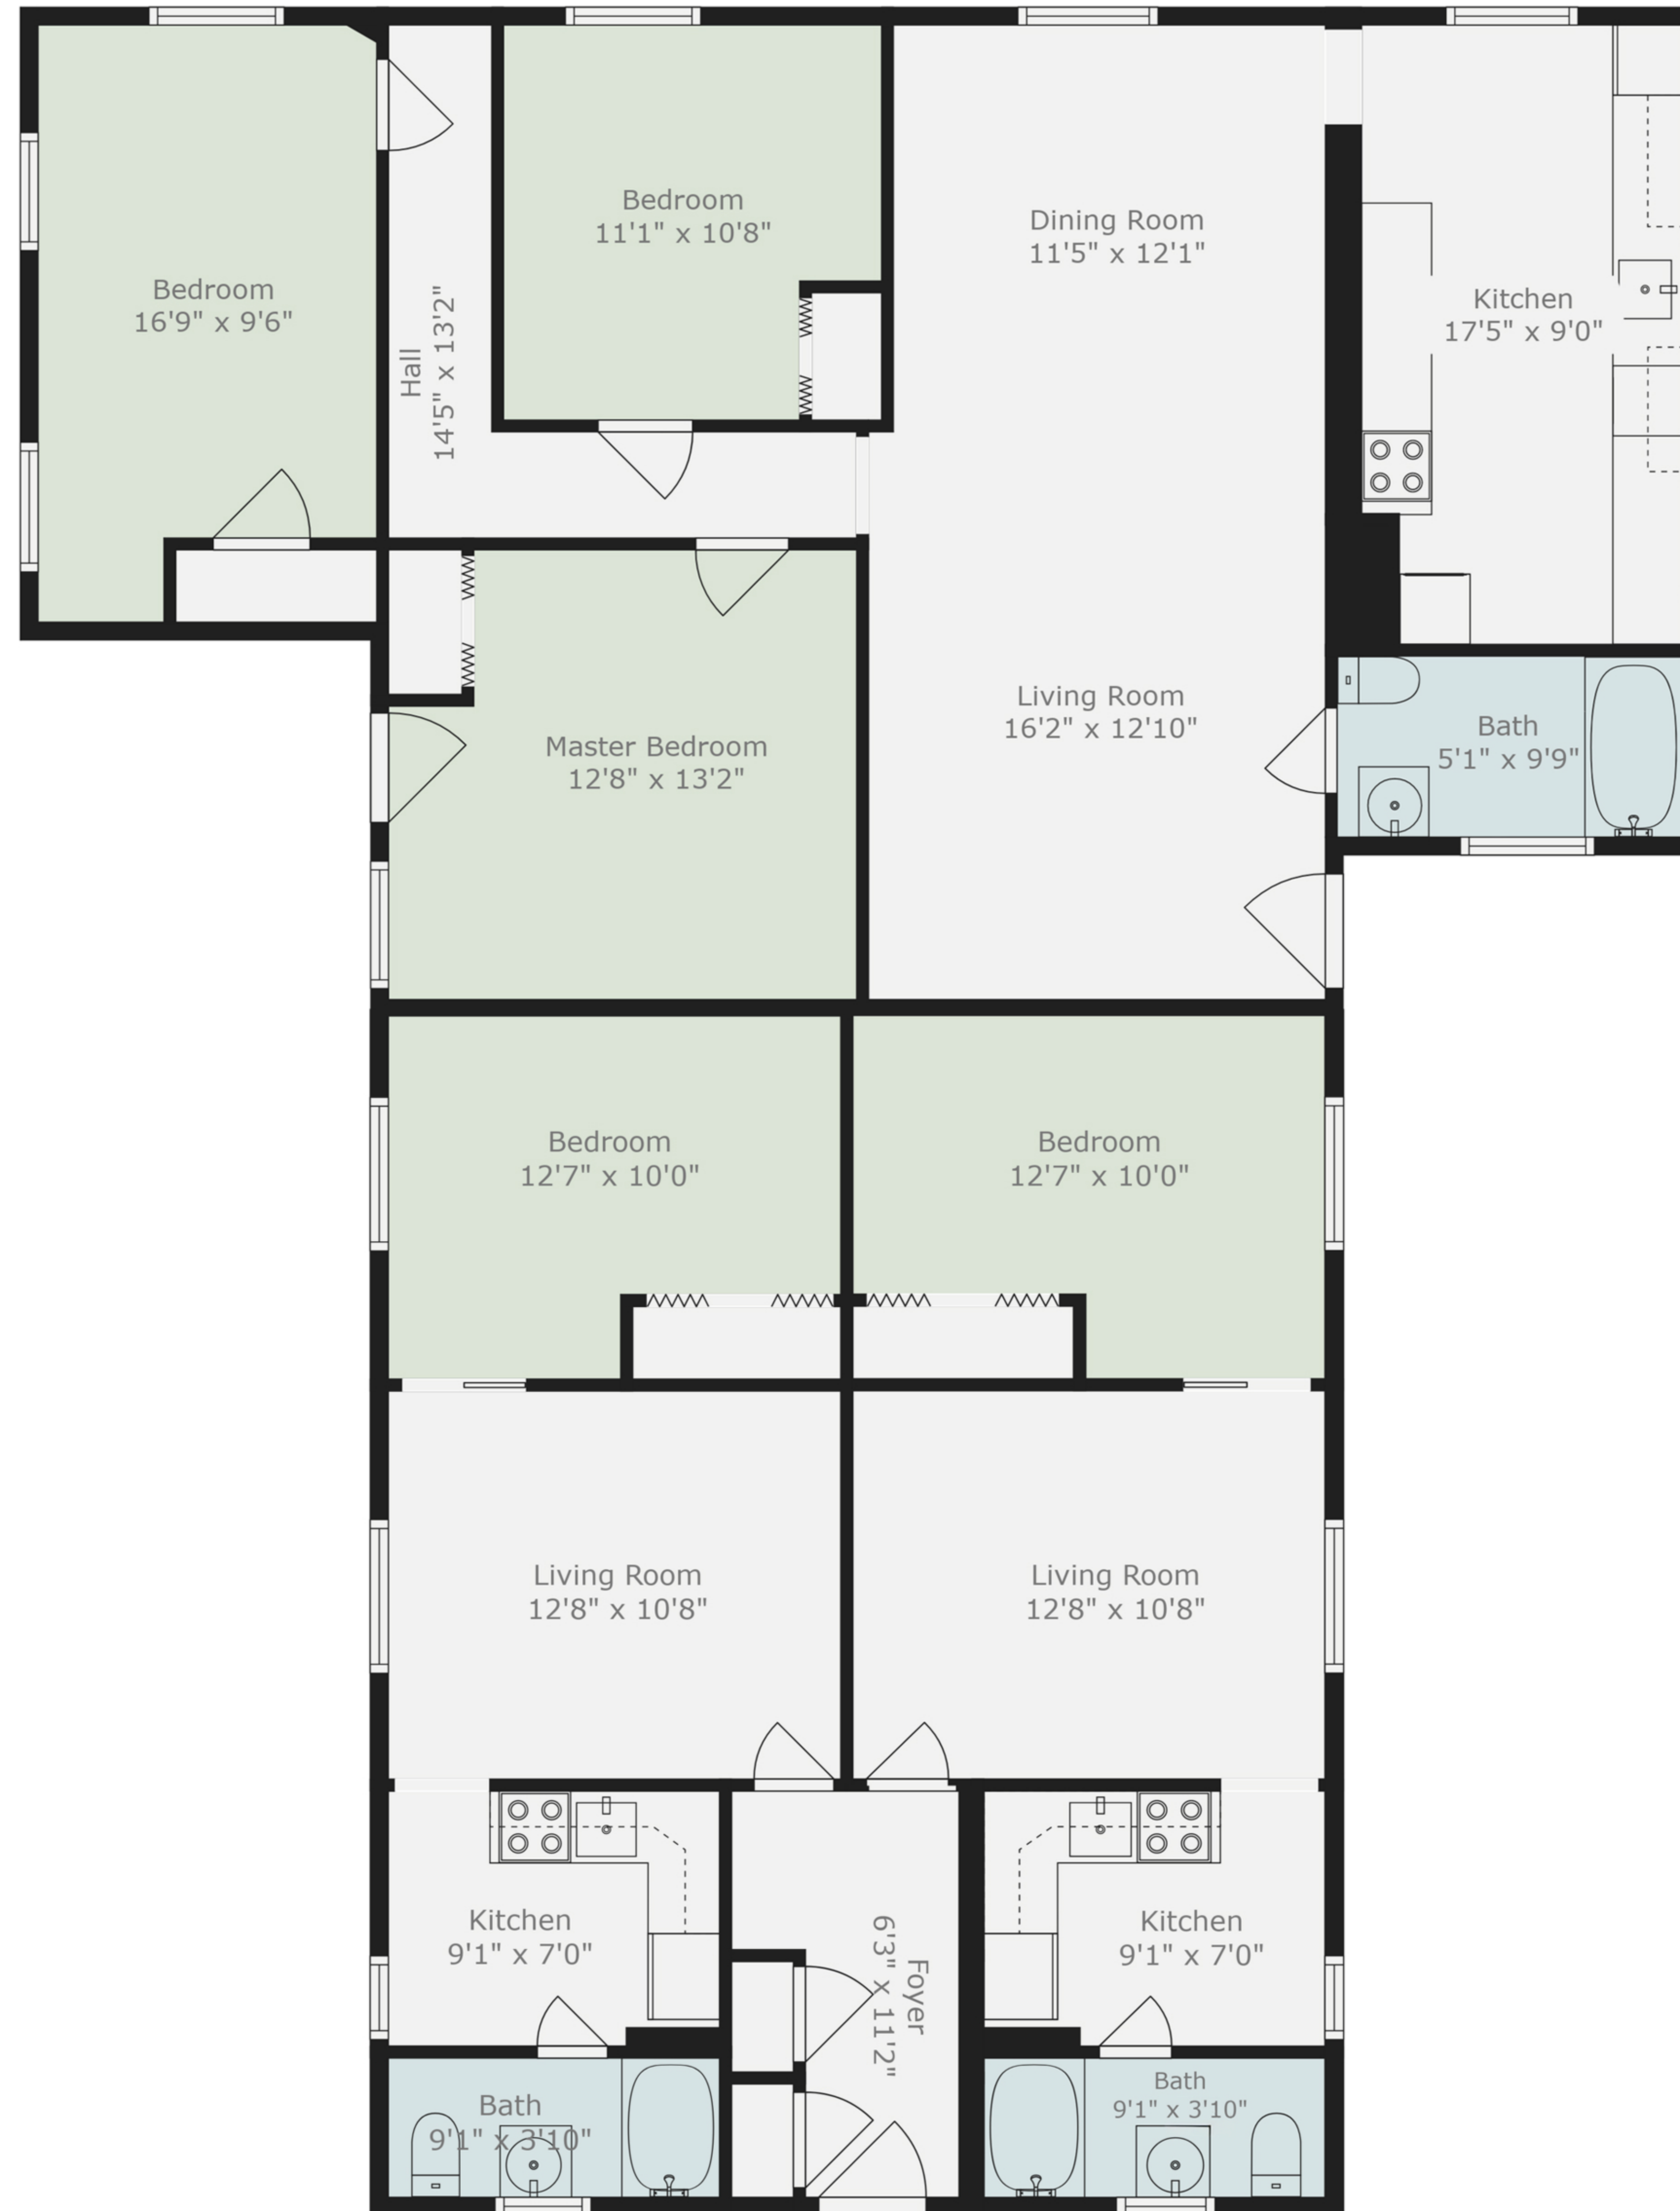 Bedroom
11'1" x 10'8"
Dining Room
11'5" x 12'1"
Bedroom
16'9" x 9'6"
Hall
14'5" x 13'2"
Kitchen
17'5" x 9'0"
Living Room
16'2" x 12'10"
Bath
5'1" x 9'9"
Master Bedroom
12'8" x 13'2"
Bedroom
12'7" x 10'0"
Bedroom
12'7" x 10'0"
Living Room
12'8" x 10'8"
Living Room
12'8" x 10'8"
Kitchen
9'1" x 7'0"
Foyer
6'3" x 11'2"
Kitchen
9'1" x 7'0"
Bath
9'1" x 3'10"
Bath
9'1" x 3'10"